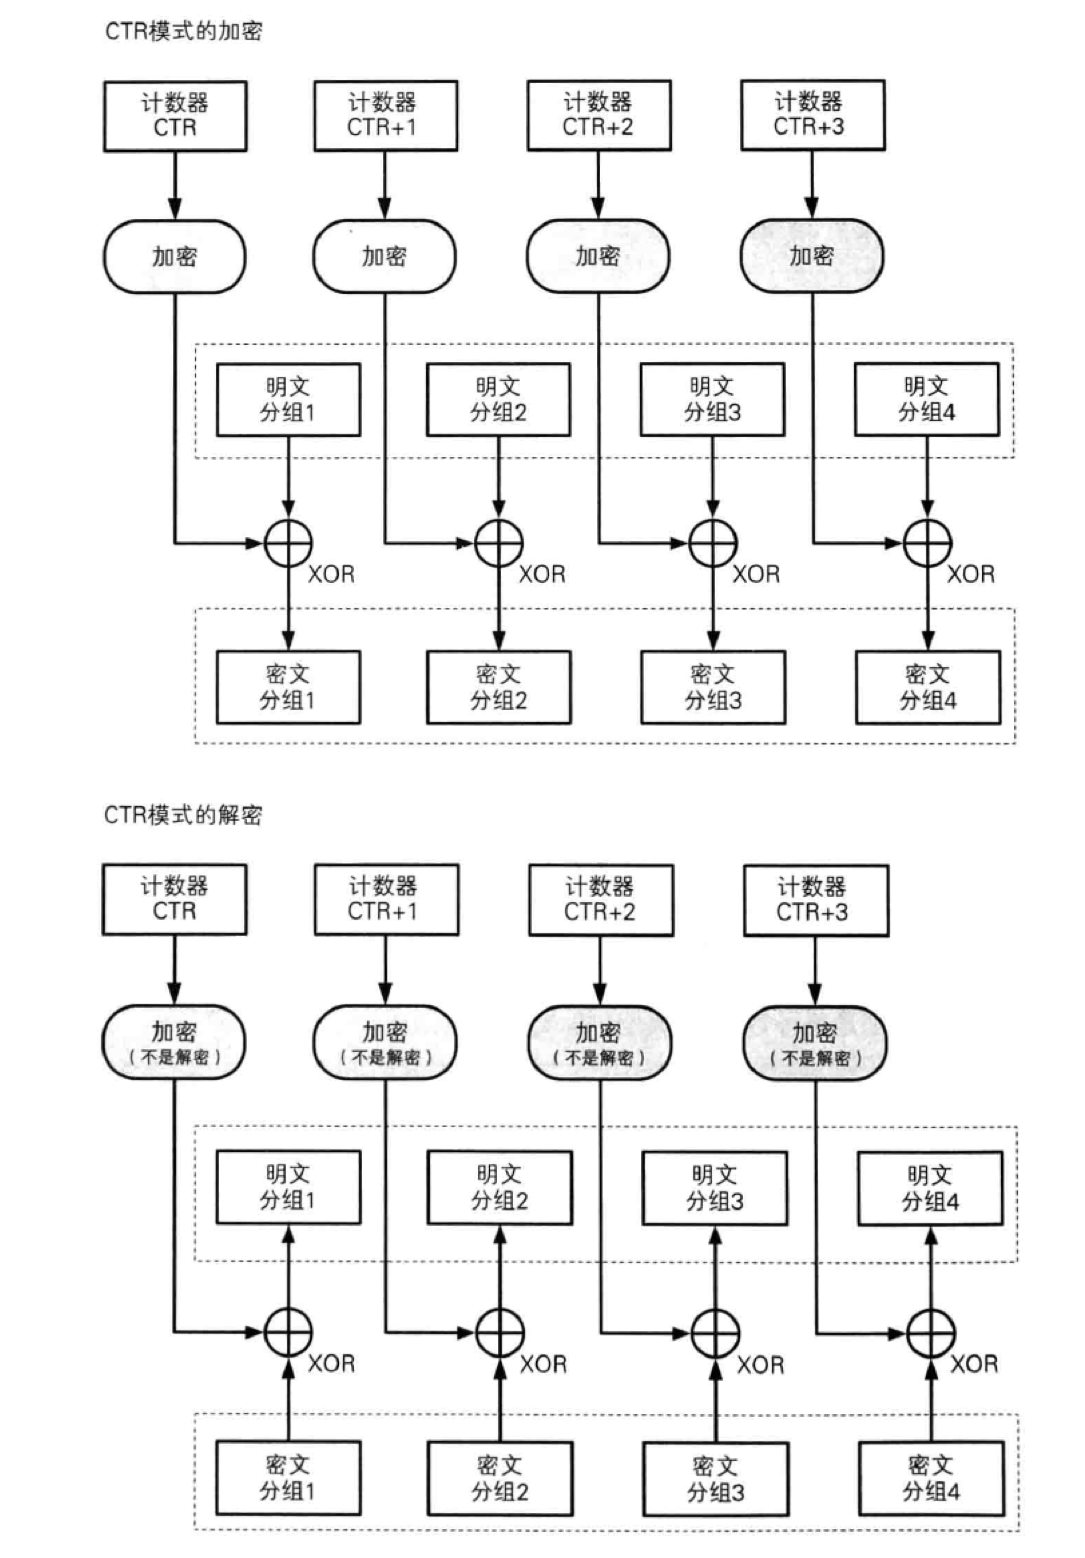 CTR模式的加密
计数器
CTR
计数器
CTR+1
计数器
CTR+2
计数器
CTR+3
加密
加密
加密
加密
明文
分组1
明文
分组2
明文
分组3
明文
分组4
XOR
XOR
XOR
XOR
密文
分组1
密文
分组2
密文
分组3
密文
分组4
CTR模式的解密
计数器
CTR
计数器
CTR+1
计数器
CTR+2
计数器
CTR+3
加密
(不是解密)
加密
(不是解密)
加密
(不是解密)
加密
(不是解密)
明文
分组1
明文
分组2
明文
分组3
明文
分组4
XOR
XOR
XOR
XOR
密文
分组1
密文
分组2
密文
分组3
密文
分组4